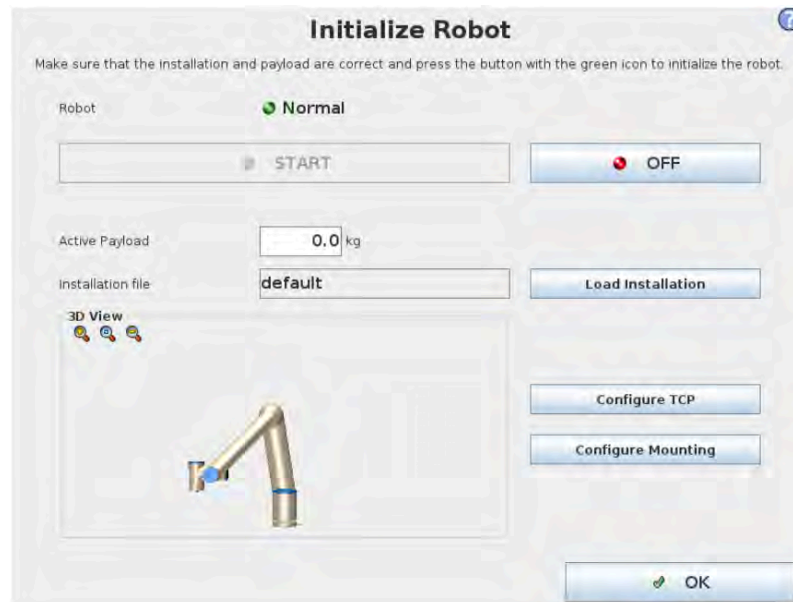 Initialize Robot
Make sure that the installation and payload are correct and press the button with the green icon to initialize the robot.
Robot
Normal
START
OFF
Active Payload
0.0 kg
Installation file
default
Load Installation
3D View
Configure TCP
Configure Mounting
OK